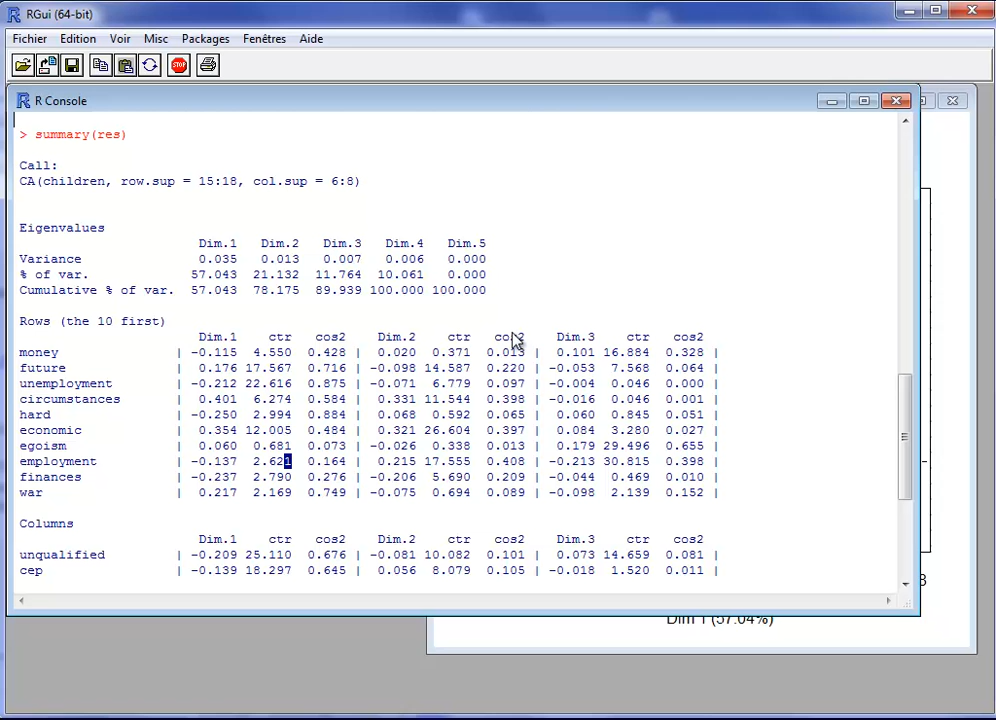 RGui (64-bit)
Fichier Edition Voir Misc Packages Fenêtres Aide
STOP
R Console
> summary(res)
Call:
CA(children, row.sup = 15:18, col.sup = 6:8)
Eigenvalues
Dim.1 Dim.2 Dim.3 Dim.4 Dim.5
Variance 0.035 0.013 0.007 0.006 0.000
% of var. 57.043 21.132 11.764 10.061 0.000
Cumulative % of var. 57.043 78.175 89.939 100.000 100.000
Rows (the 10 first)
Dim.1 ctr cos2 Dim.2 ctr cos2 Dim.3 ctr cos2
money | -0.115 4.550 0.428 | 0.020 0.371 0.013 | 0.101 16.884 0.328 |
future | 0.176 17.567 0.716 | -0.098 14.587 0.220 | -0.053 7.568 0.064 |
unemployment | -0.212 22.616 0.875 | -0.071 6.779 0.097 | -0.004 0.046 0.000 |
circumstances | 0.401 6.274 0.584 | 0.331 11.544 0.398 | -0.016 0.046 0.001 |
hard | -0.250 2.994 0.884 | 0.068 0.592 0.065 | 0.060 0.845 0.051 |
economic | 0.354 12.005 0.484 | 0.321 26.604 0.397 | 0.084 3.280 0.027 |
egoism | 0.060 0.681 0.073 | -0.026 0.338 0.013 | 0.179 29.496 0.655 |
employment | -0.137 2.621 0.164 | 0.215 17.555 0.408 | -0.213 30.815 0.398 |
finances | -0.237 2.790 0.276 | -0.206 5.690 0.209 | -0.044 0.469 0.010 |
war | 0.217 2.169 0.749 | -0.075 0.694 0.089 | -0.098 2.139 0.152 |
Columns
Dim.1 ctr cos2 Dim.2 ctr cos2 Dim.3 ctr cos2
unqualified | -0.209 25.110 0.676 | -0.081 10.082 0.101 | 0.073 14.659 0.081 |
cep | -0.139 18.297 0.645 | 0.056 8.079 0.105 | -0.018 1.520 0.011 |
Dim 1 (57.04%)